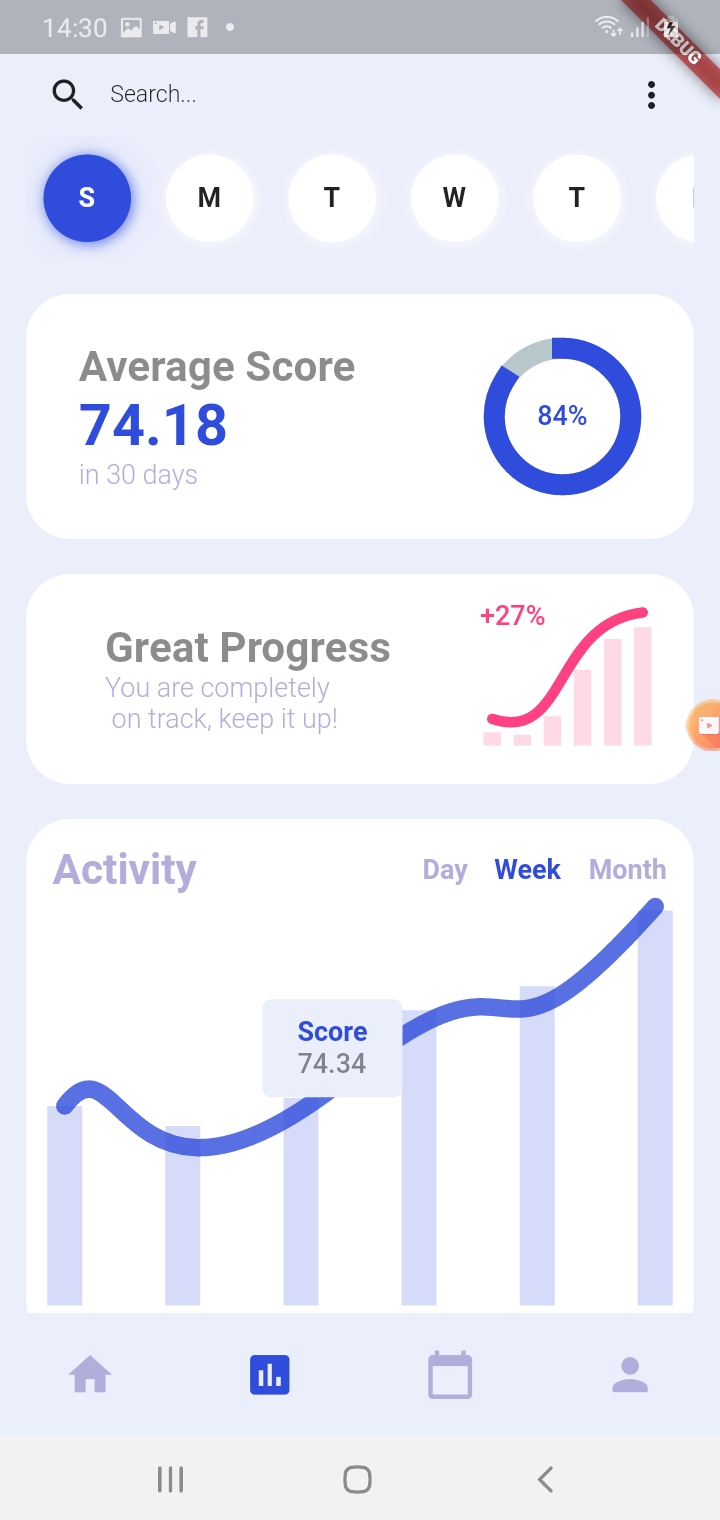 14:30
DEBUG
Search...
S M T W T
Average Score
74.18
in 30 days
84%
+27%
Great Progress
You are completely
on track, keep it up!
Activity Day Week Month
Score
74.34